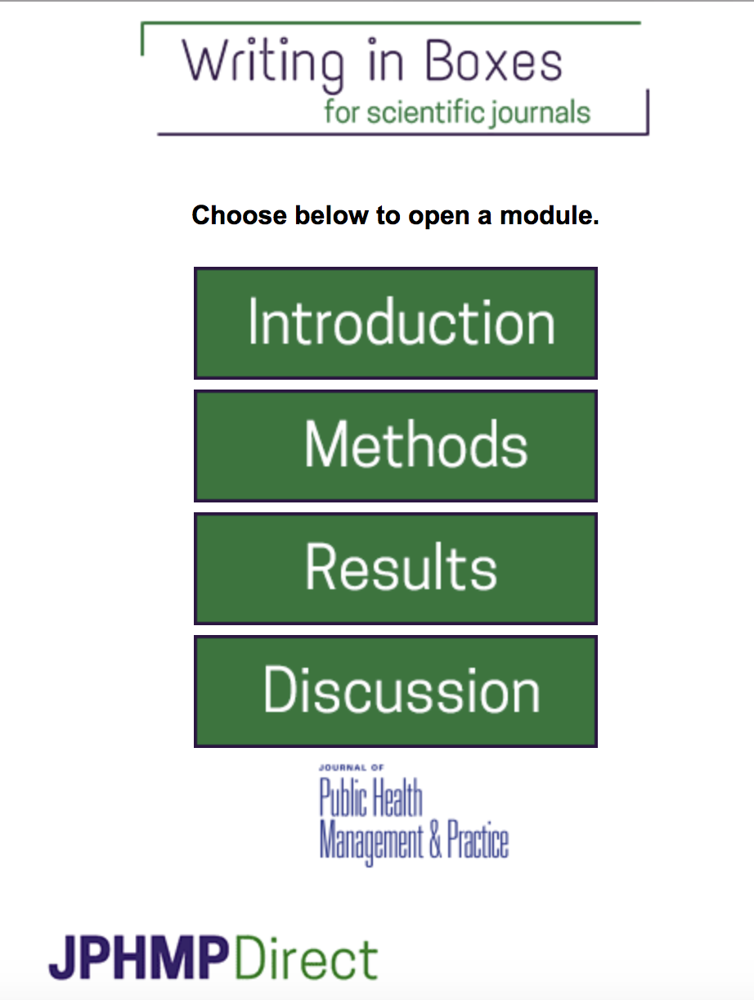 Writing in Boxes
for scientific journals
Choose below to open a module.
Introduction
Methods
Results
Discussion
JOURNAL OF
Public Health
Management & Practice
JPHMPDirect